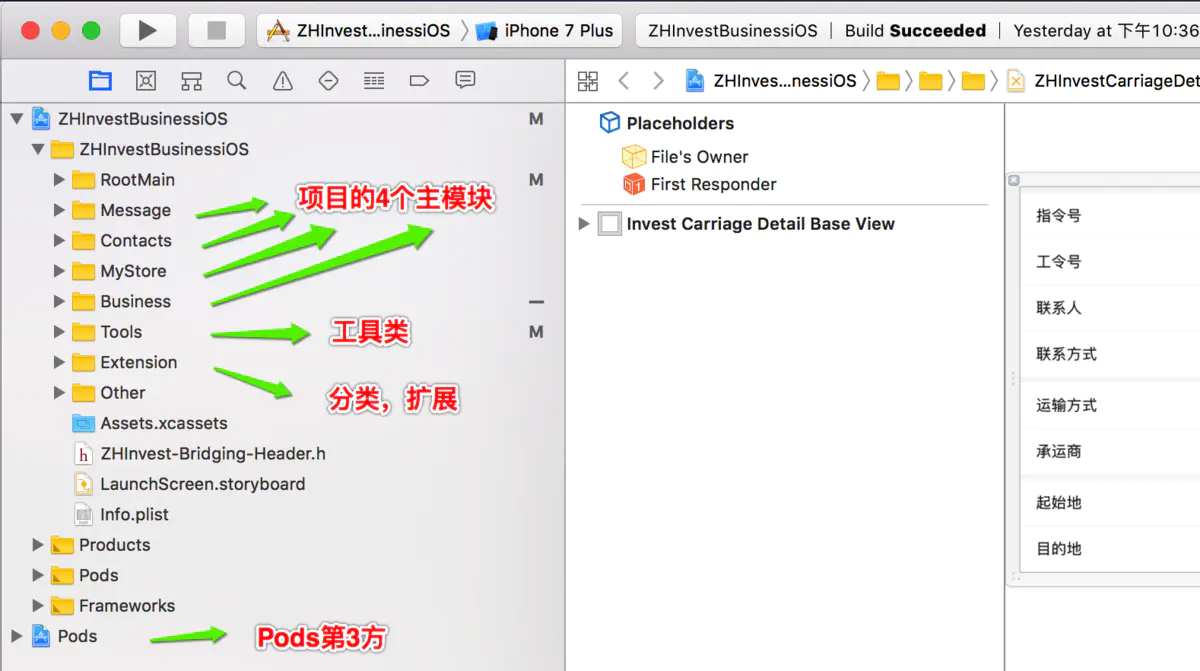 ZHInvest...inessiOS
iPhone 7 Plus
ZHInvestBusinessiOS | Build Succeeded | Yesterday at 下午10:36
ZHInves...nessiOS
ZHInvestCarriageDet
ZHInvestBusinessiOS
M
ZHInvestBusinessiOS
RootMain
M
Message
Contacts
MyStore
Business
Tools
M
Extension
Other
Assets.xcassets
ZHInvest-Bridging-Header.h
LaunchScreen.storyboard
Info.plist
Products
Pods
Frameworks
Pods
项目的4个主模块
工具类
分类，扩展
Pods第3方
Placeholders
File's Owner
First Responder
Invest Carriage Detail Base View
指令号
工令号
联系人
联系方式
运输方式
承运商
起始地
目的地